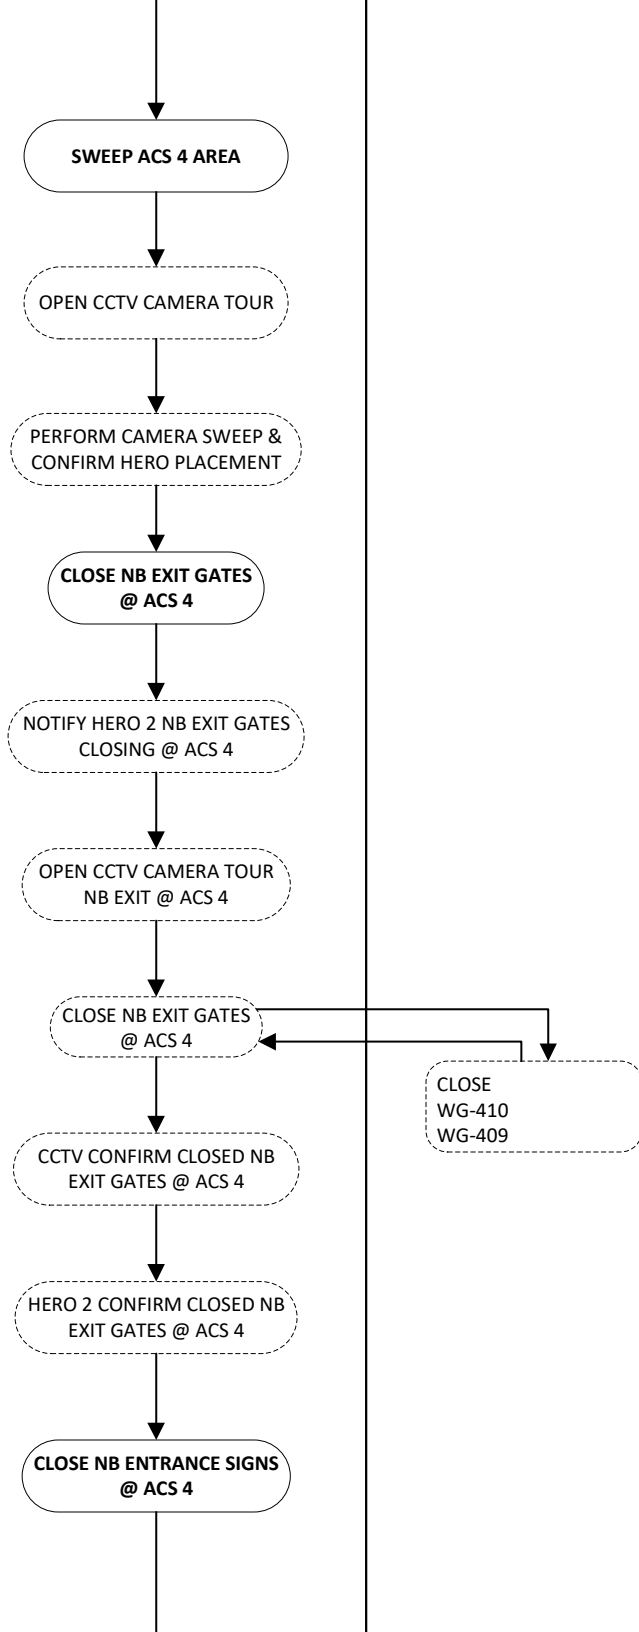 SWEEP ACS 4 AREA
OPEN CCTV CAMERA TOUR
PERFORM CAMERA SWEEP &
CONFIRM HERO PLACEMENT
CLOSE NB EXIT GATES
@ ACS 4
NOTIFY HERO 2 NB EXIT GATES
CLOSING @ ACS 4
OPEN CCTV CAMERA TOUR
NB EXIT @ ACS 4
CLOSE NB EXIT GATES
@ ACS 4
CLOSE
WG-410
WG-409
CCTV CONFIRM CLOSED NB
EXIT GATES @ ACS 4
HERO 2 CONFIRM CLOSED NB
EXIT GATES @ ACS 4
CLOSE NB ENTRANCE SIGNS
@ ACS 4